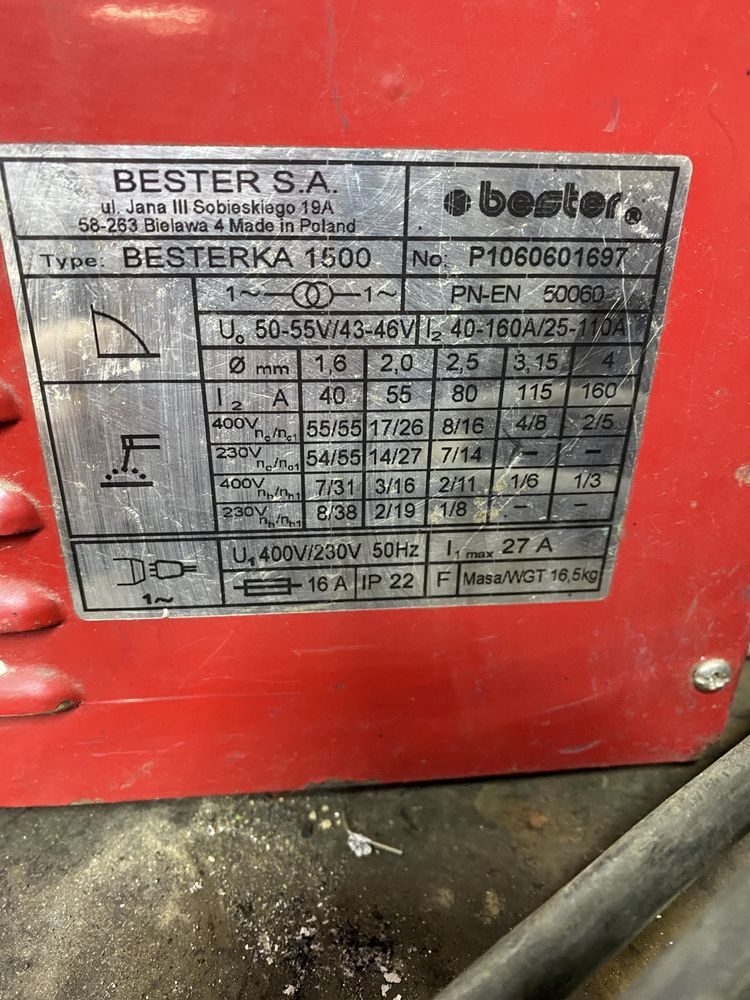 BESTER S.A.
ul. Jana III Sobieskiego 19A
58-263 Bielawa 4 Made in Poland
bester®
Type: BESTERKA 1500
No: P1060601697
1~ 1~
PN-EN 50060
U₀ 50-55V/43-46V
I₂ 40-160A/25-110A
Ø mm 1,6 2,0 2,5 3,15 4
I₂ A 40 55 80 115 160
400V nc/nc1 55/55 17/26 8/16 4/8 2/5
230V nc/nc1 54/55 14/27 7/14 – –
400V nh/nh1 7/31 3/16 2/11 1/6 1/3
230V nh/nh1 8/38 2/19 1/8 – –
1~
U₁ 400V/230V 50Hz
I₁ max 27 A
16 A
IP 22
F
Masa/WGT 16,5kg